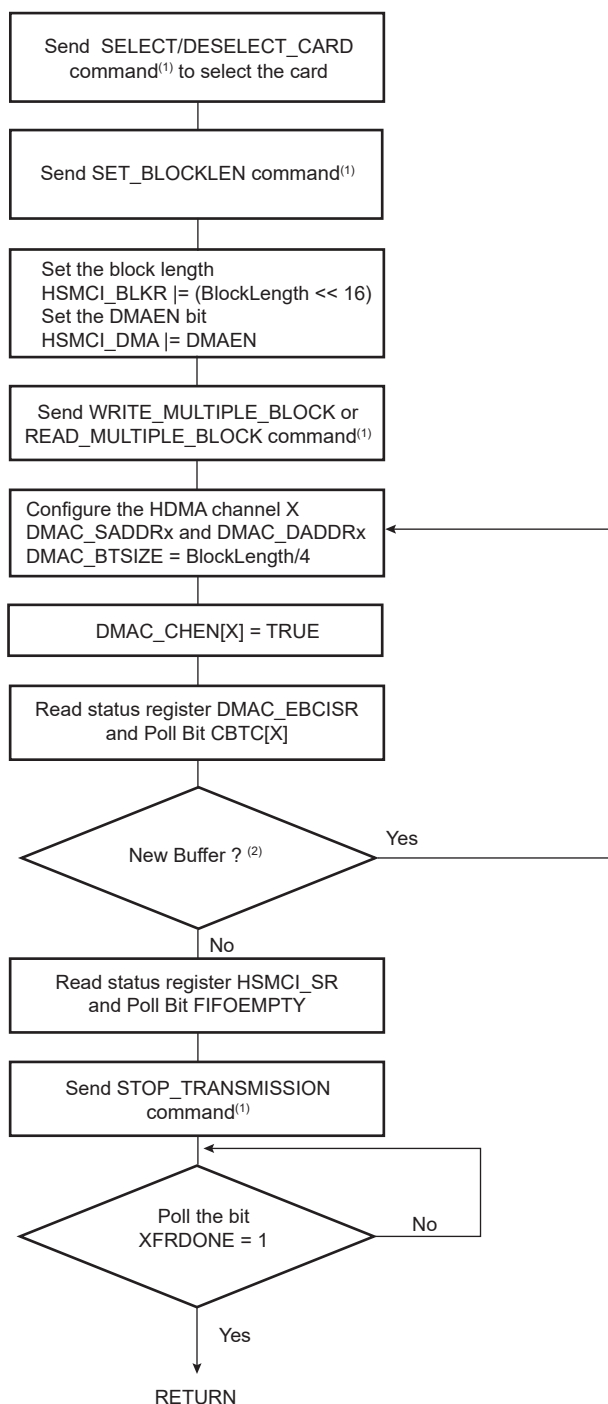 Send SELECT/DESELECT_CARD
command(1) to select the card
Send SET_BLOCKLEN command(1)
Set the block length
HSMCI_BLKR |= (BlockLength << 16)
Set the DMAEN bit
HSMCI_DMA |= DMAEN
Send WRITE_MULTIPLE_BLOCK or
READ_MULTIPLE_BLOCK command(1)
Configure the HDMA channel X
DMAC_SADDRx and DMAC_DADDRx
DMAC_BTSIZE = BlockLength/4
DMAC_CHEN[X] = TRUE
Read status register DMAC_EBCISR
and Poll Bit CBTC[X]
New Buffer ? (2)
Yes
No
Read status register HSMCI_SR
and Poll Bit FIFOEMPTY
Send STOP_TRANSMISSION
command(1)
Poll the bit
XFRDONE = 1
No
Yes
RETURN